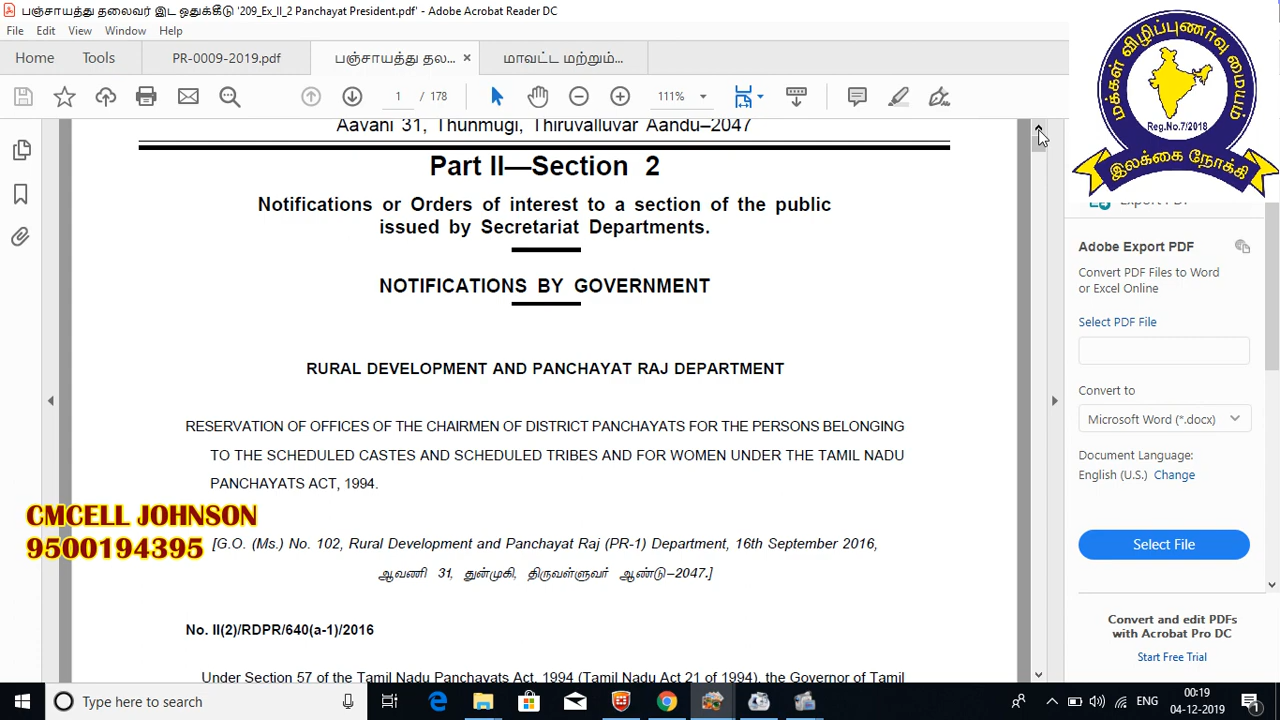 பஞ்சாயத்து தலைவர் இட ஒதுக்கீடு '209_Ex_II_2 Panchayat President.pdf' - Adobe Acrobat Reader DC
File Edit View Window Help
Home Tools PR-0009-2019.pdf பஞ்சாயத்து தல... × மாவட்ட மற்றும்...
1 / 178 111%
Aavani 31, Thunmugi, Thiruvalluvar Aandu–2047
Part II—Section 2
Notifications or Orders of interest to a section of the public
issued by Secretariat Departments.
NOTIFICATIONS BY GOVERNMENT
RURAL DEVELOPMENT AND PANCHAYAT RAJ DEPARTMENT
RESERVATION OF OFFICES OF THE CHAIRMEN OF DISTRICT PANCHAYATS FOR THE PERSONS BELONGING
TO THE SCHEDULED CASTES AND SCHEDULED TRIBES AND FOR WOMEN UNDER THE TAMIL NADU
PANCHAYATS ACT, 1994.
[G.O. (Ms.) No. 102, Rural Development and Panchayat Raj (PR-1) Department, 16th September 2016,
ஆவணி 31, துன்முகி, திருவள்ளுவர் ஆண்டு–2047.]
No. II(2)/RDPR/640(a-1)/2016
Under Section 57 of the Tamil Nadu Panchayats Act, 1994 (Tamil Nadu Act 21 of 1994), the Governor of Tamil
CMCELL JOHNSON
9500194395
மக்கள் விழிப்புணர்வு மையம்
Reg.No.7/2018
இலக்கை நோக்கி
Export PDF
Adobe Export PDF
Convert PDF Files to Word
or Excel Online
Select PDF File
Convert to
Microsoft Word (*.docx)
Document Language:
English (U.S.) Change
Select File
Convert and edit PDFs
with Acrobat Pro DC
Start Free Trial
Type here to search
ENG
00:19
04-12-2019
1